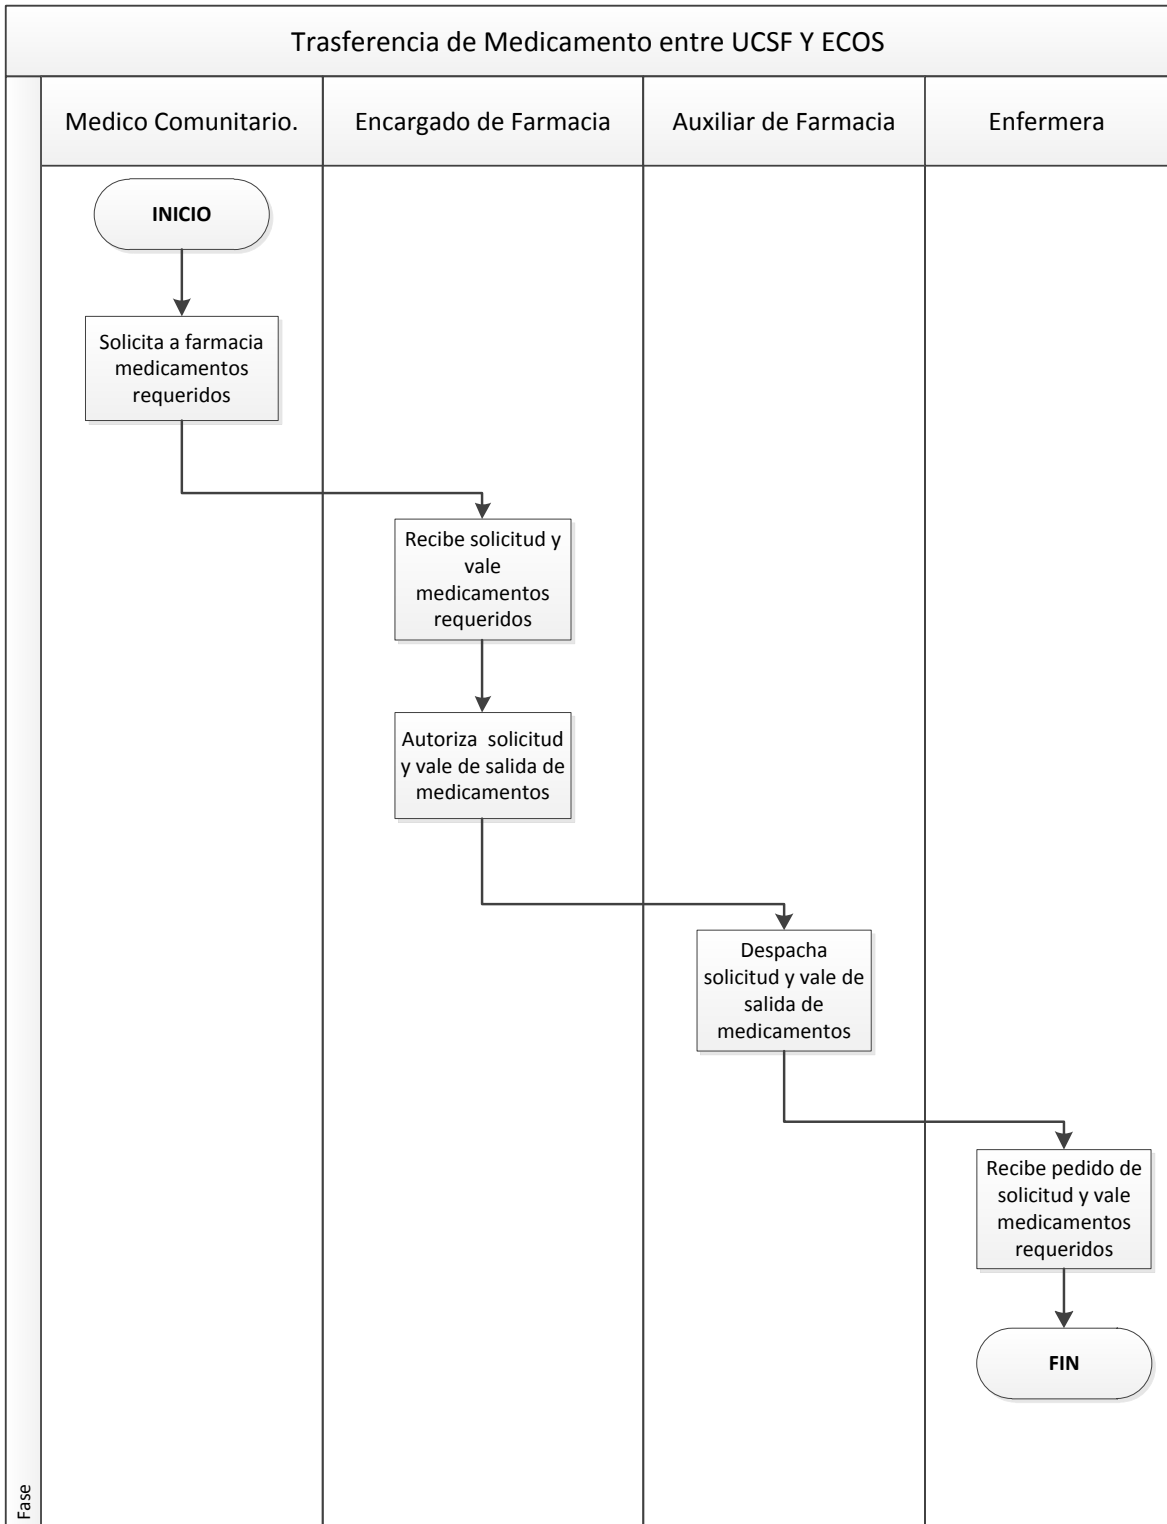 Trasferencia de Medicamento entre UCSF Y ECOS
Medico Comunitario.
Encargado de Farmacia
Auxiliar de Farmacia
Enfermera
INICIO
Solicita a farmacia
medicamentos
requeridos
Recibe solicitud y
vale
medicamentos
requeridos
Autoriza solicitud
y vale de salida de
medicamentos
Despacha
solicitud y vale de
salida de
medicamentos
Recibe pedido de
solicitud y vale
medicamentos
requeridos
FIN
Fase